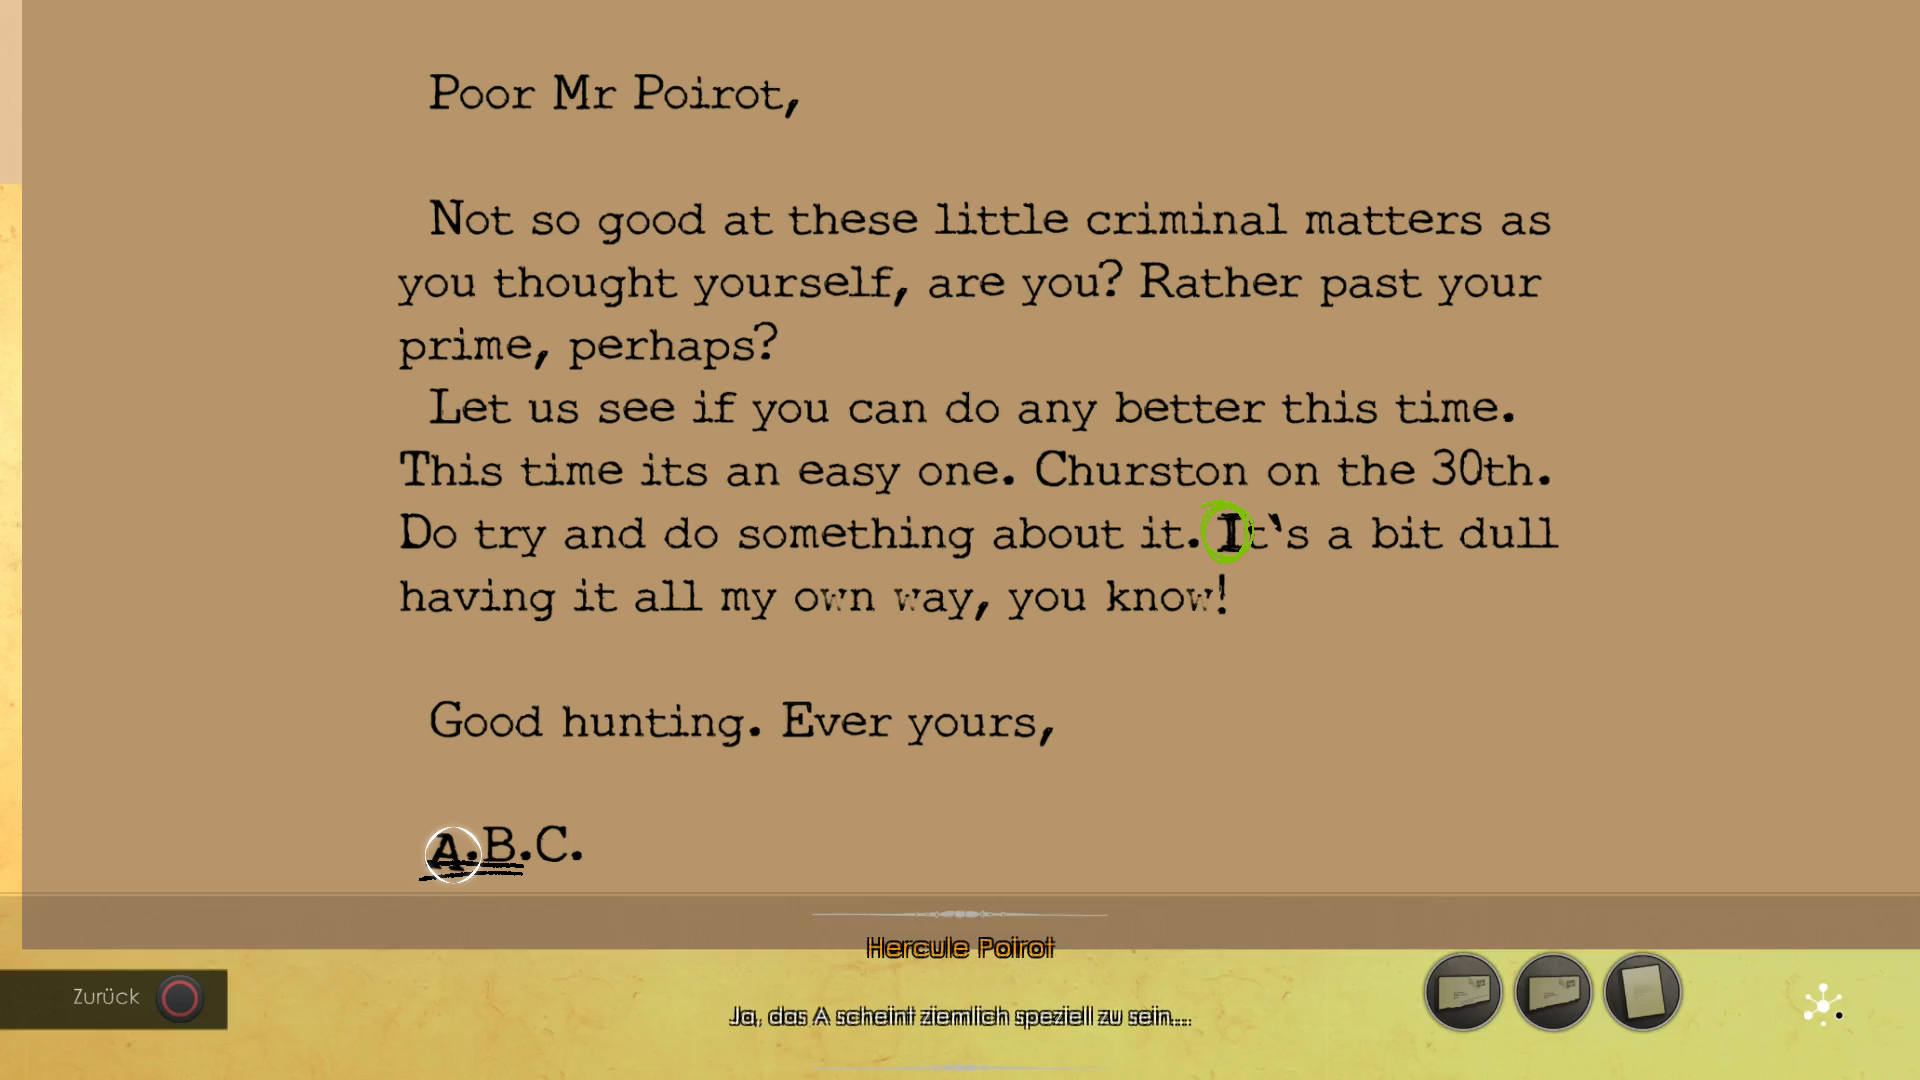 Poor Mr Poirot,
Not so good at these little criminal matters as
you thought yourself, are you? Rather past your
prime, perhaps?
Let us see if you can do any better this time.
This time its an easy one. Churston on the 30th.
Do try and do something about it. It's a bit dull
having it all my own way, you know!
Good hunting. Ever yours,
A.B.C.
Hercule Poirot
Zurück
Ja, das A scheint ziemlich speziell zu sein....